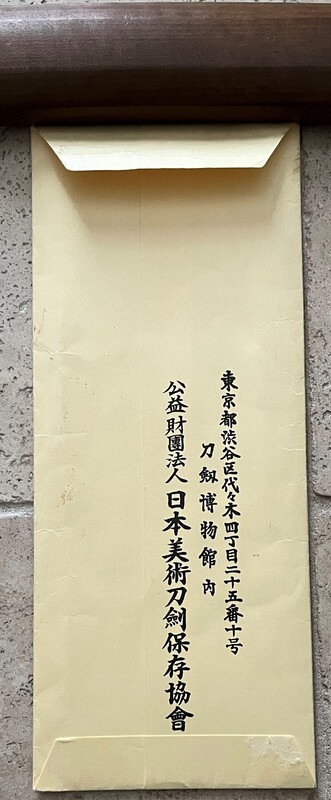 東京都渋谷区代々木四丁目二十五番十号
刀剱博物館内
公益財團法人 日本美術刀劍保存協會